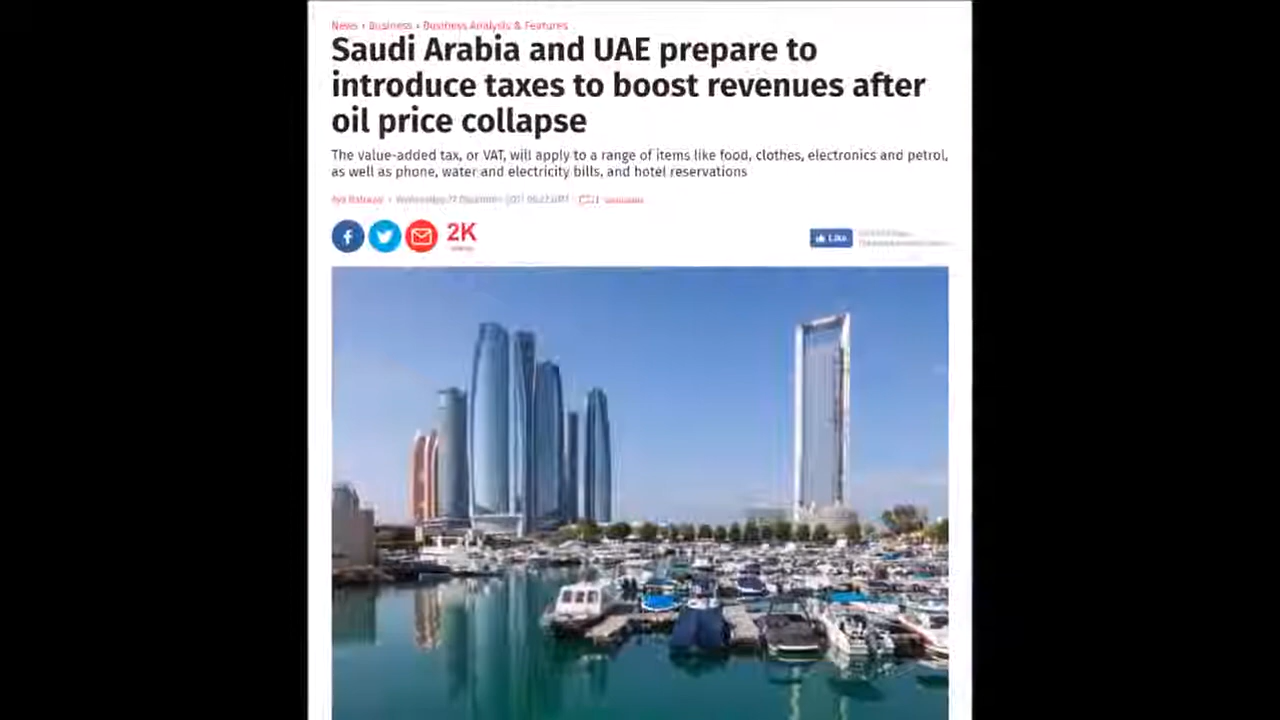 News › Business › Business Analysis & Features
Saudi Arabia and UAE prepare to
introduce taxes to boost revenues after
oil price collapse
The value-added tax, or VAT, will apply to a range of items like food, clothes, electronics and petrol,
as well as phone, water and electricity bills, and hotel reservations
2K
Like